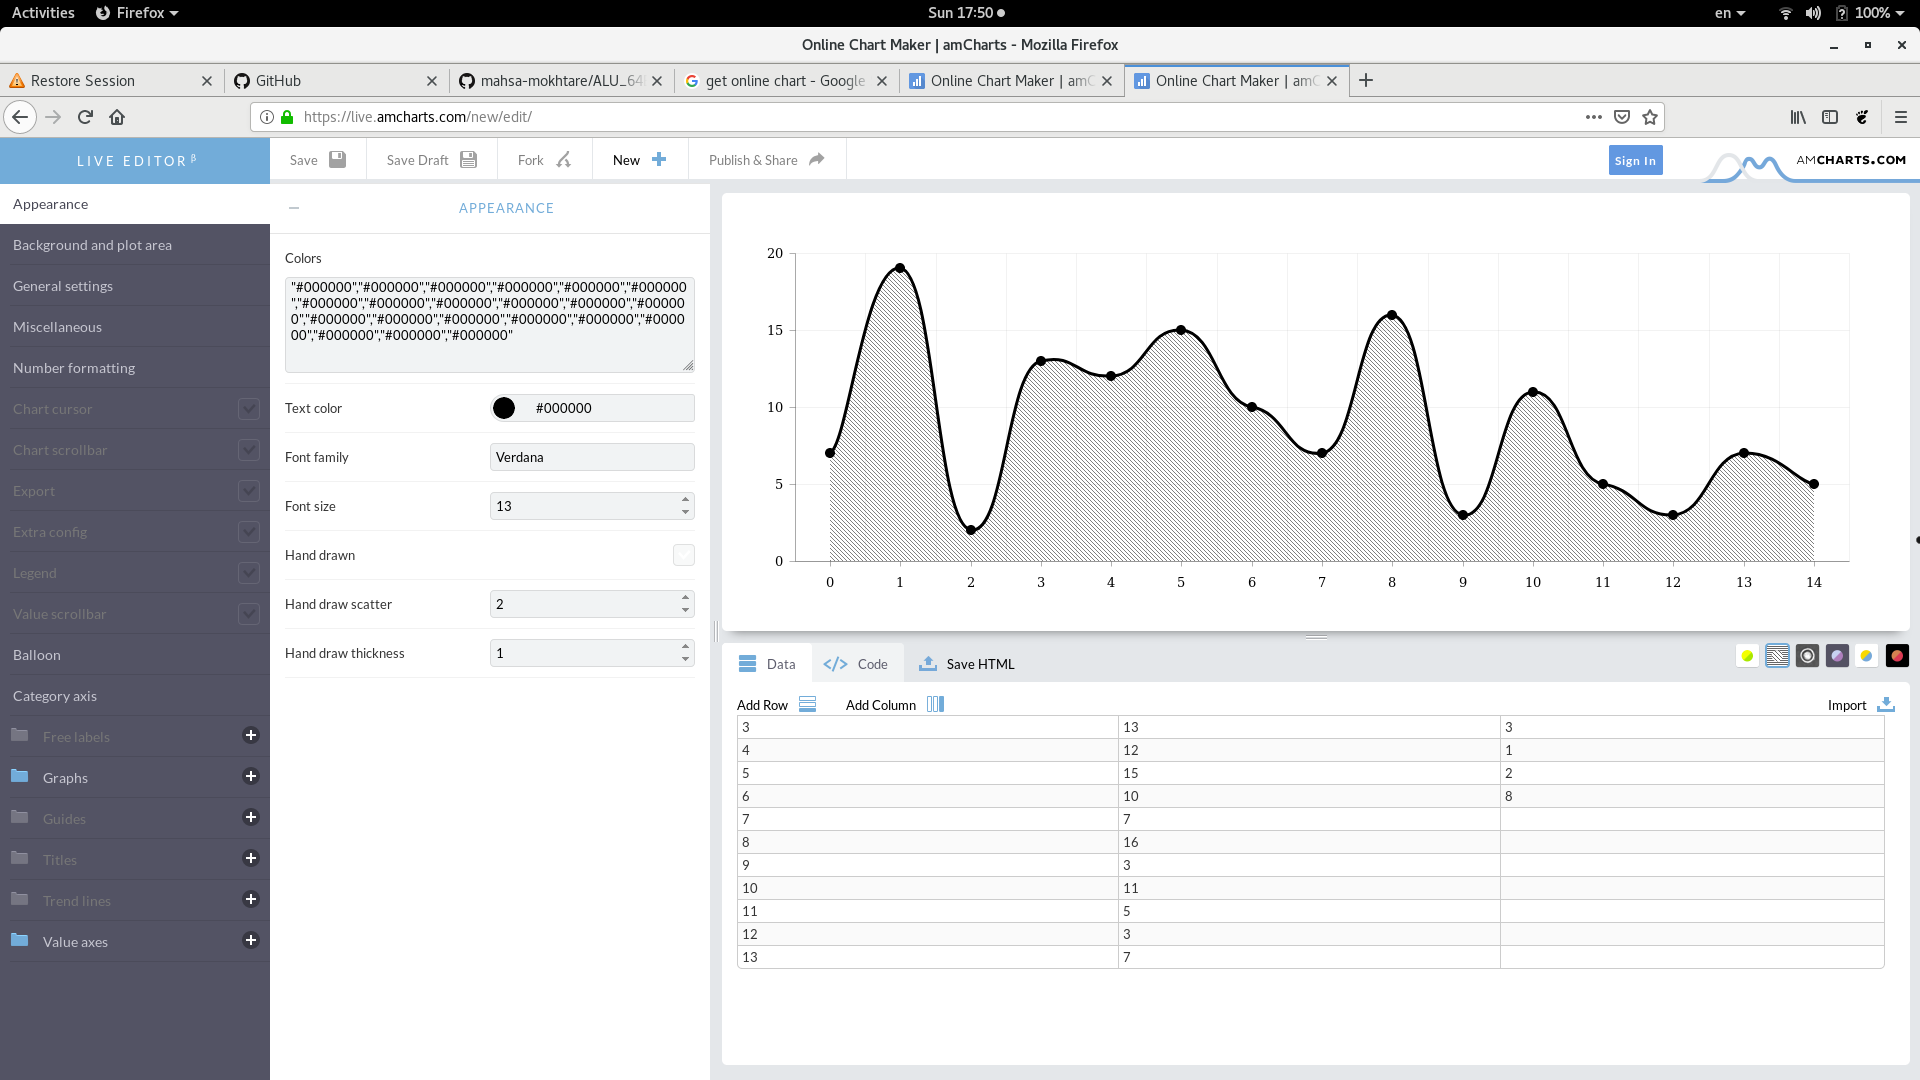 Activities
Firefox
Sun 17:50
en
100%
Online Chart Maker | amCharts - Mozilla Firefox
Restore Session
GitHub
mahsa-mokhtare/ALU_64
get online chart - Google
Online Chart Maker | amC
Online Chart Maker | amC
https://live.amcharts.com/new/edit/
LIVE EDITOR β
Save
Save Draft
Fork
New
Publish & Share
Sign In
AMCHARTS.COM
Appearance
Background and plot area
General settings
Miscellaneous
Number formatting
Chart cursor
Chart scrollbar
Export
Extra config
Legend
Value scrollbar
Balloon
Category axis
Free labels
Graphs
Guides
Titles
Trend lines
Value axes
APPEARANCE
Colors
"#000000","#000000","#000000","#000000","#000000","#000000
","#000000","#000000","#000000","#000000","#000000","#00000
0","#000000","#000000","#000000","#000000","#000000","#0000
00","#000000","#000000","#000000"
Text color
#000000
Font family
Verdana
Font size
13
Hand drawn
Hand draw scatter
2
Hand draw thickness
1
20
15
10
5
0
0 1 2 3 4 5 6 7 8 9 10 11 12 13 14
Data
Code
Save HTML
Add Row
Add Column
Import
3 13 3
4 12 1
5 15 2
6 10 8
7 7
8 16
9 3
10 11
11 5
12 3
13 7